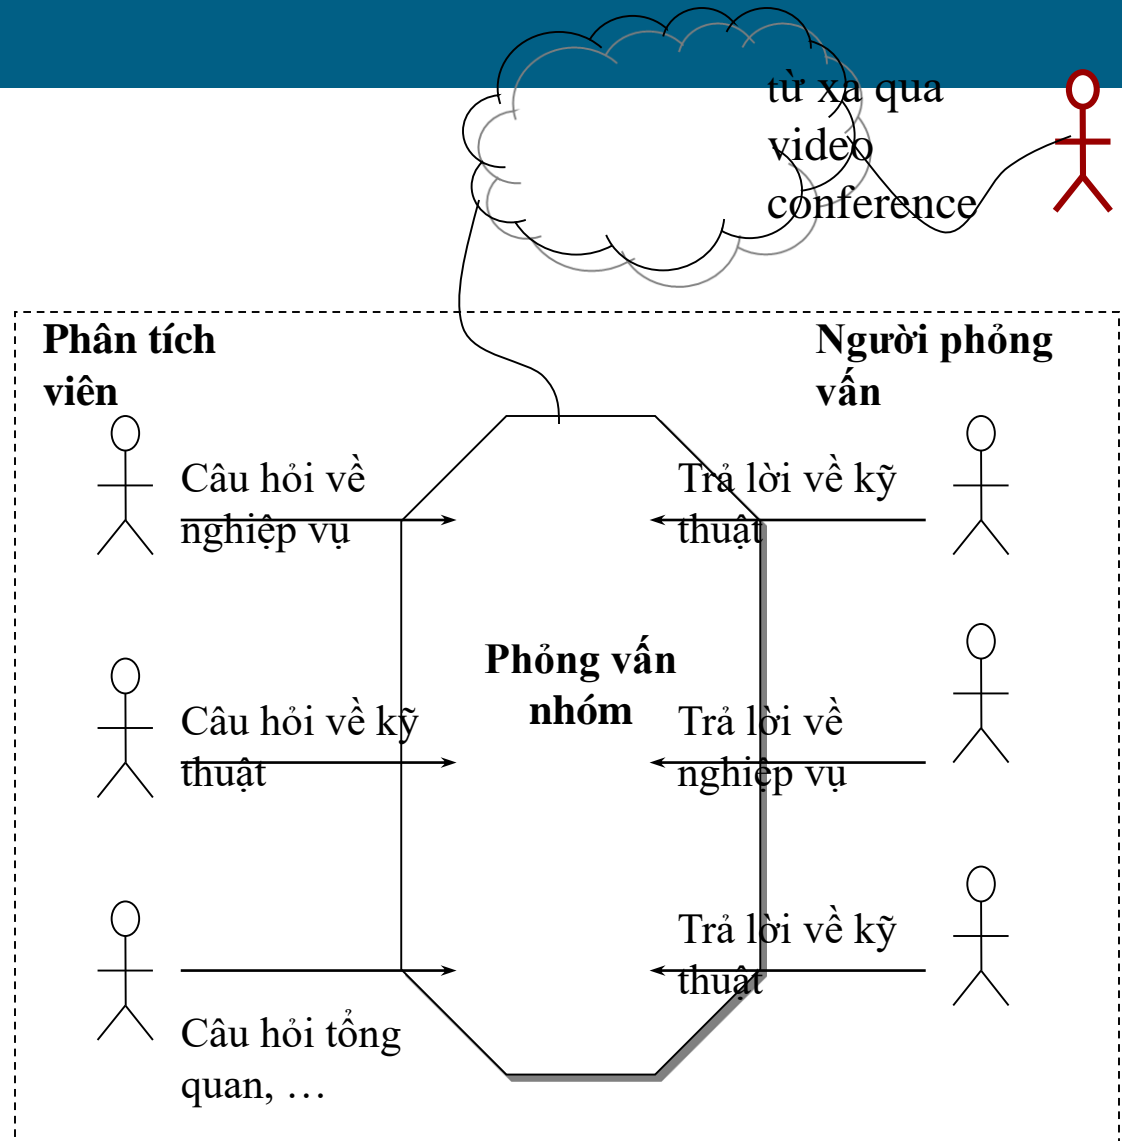 từ xa qua
video
conference
Phân tích
viên
Người phỏng
vấn
Câu hỏi về
nghiệp vụ
Trả lời về kỹ
thuật
Phỏng vấn
nhóm
Câu hỏi về kỹ
thuật
Trả lời về
nghiệp vụ
Trả lời về kỹ
thuật
Câu hỏi tổng
quan, …